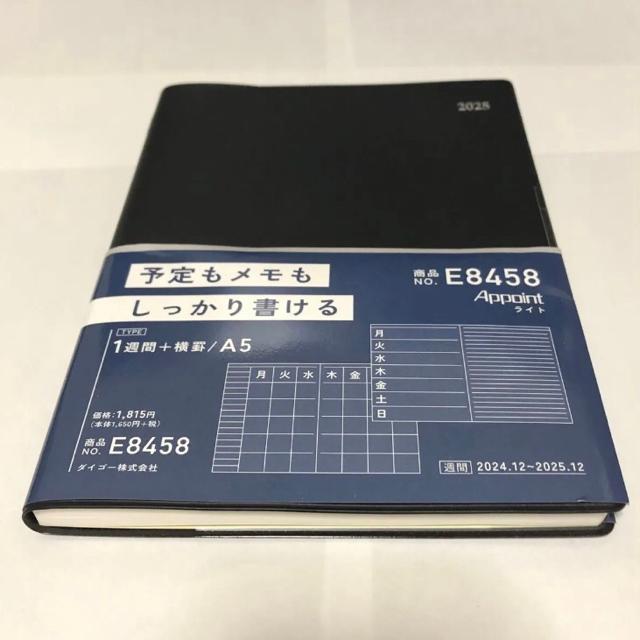 2025
予定もメモも
しっかり書ける
商品
NO. E8458
Appoint
ライト
TYPE
1週間+横罫/A5
月
火
水
木
金
土
日
月 火 水 木 金
価格:1,815円
(本体1,650円+税)
商品
NO. E8458
ダイゴー株式会社
週間 2024.12~2025.12